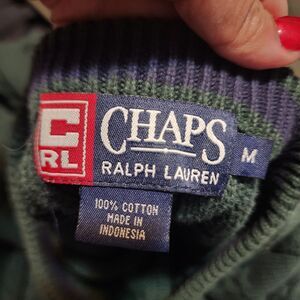 C
RL
CHAPS
RALPH LAUREN
M
100% COTTON
MADE IN
INDONESIA